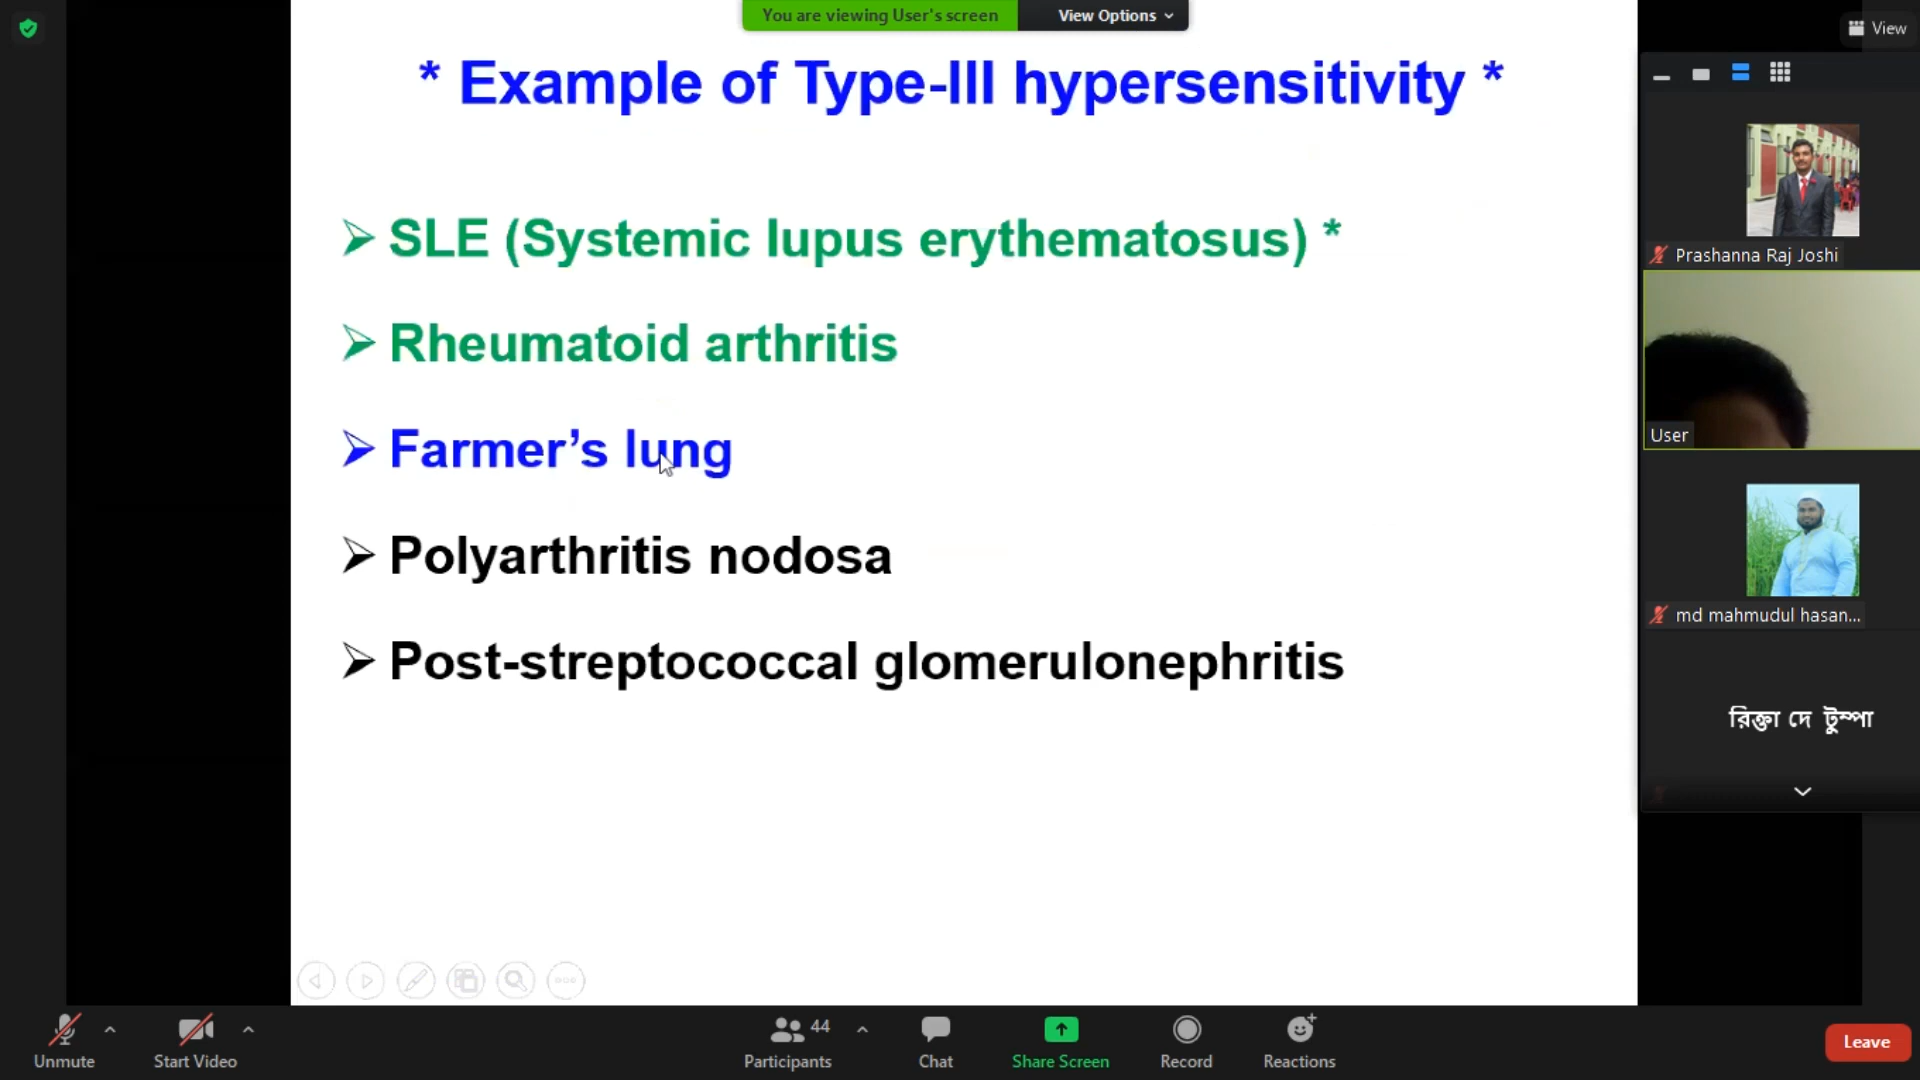 You are viewing User's screen
View Options
View
* Example of Type-III hypersensitivity *
➢ SLE (Systemic lupus erythematosus) *
➢ Rheumatoid arthritis
➢ Farmer’s lung
➢ Polyarthritis nodosa
➢ Post-streptococcal glomerulonephritis
Prashanna Raj Joshi
User
md mahmudul hasan...
রিক্তা দে টুম্পা
Unmute
Start Video
44
Participants
Chat
Share Screen
Record
Reactions
Leave